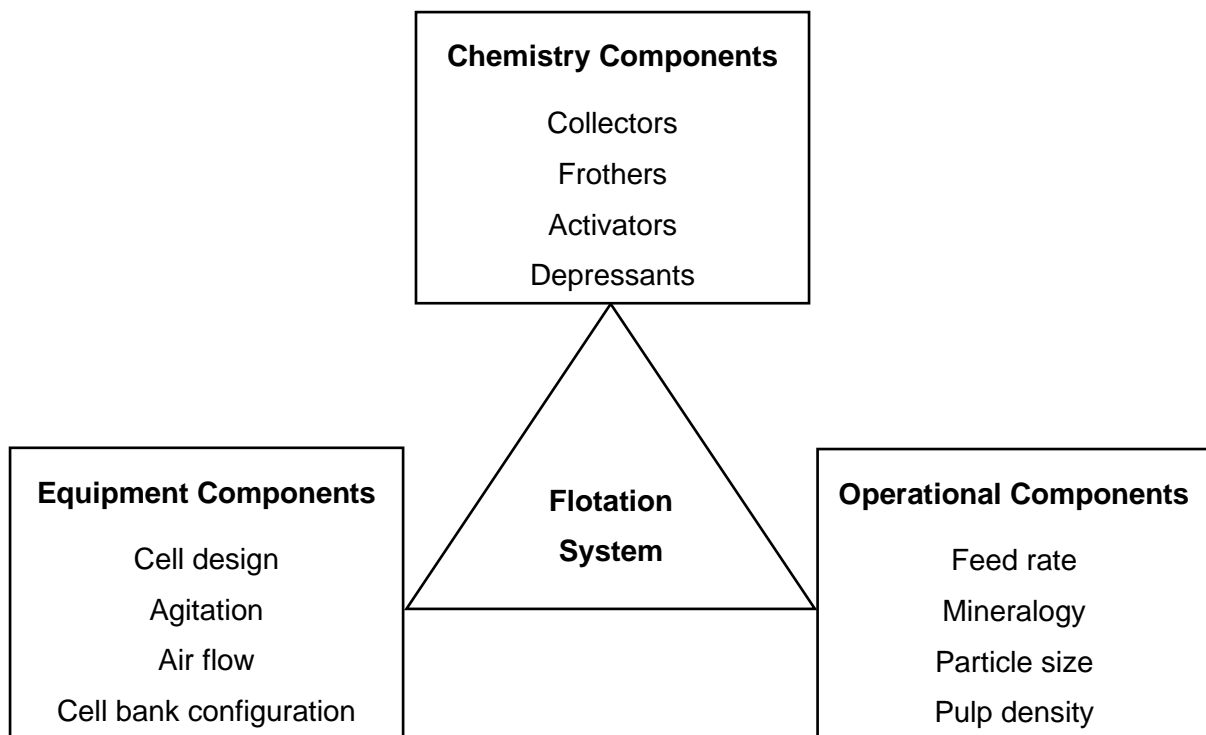 Chemistry Components
Collectors
Frothers
Activators
Depressants
Equipment Components
Cell design
Agitation
Air flow
Cell bank configuration
Flotation
System
Operational Components
Feed rate
Mineralogy
Particle size
Pulp density